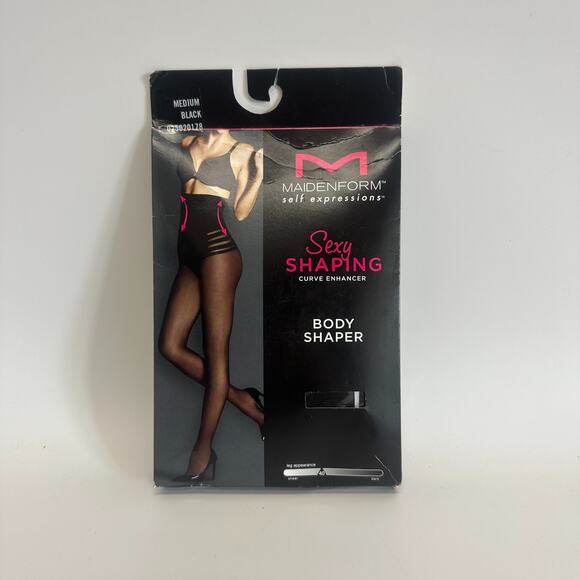 MEDIUM
BLACK
M
MAIDENFORM™
self expressions™
Sexy
SHAPING
CURVE ENHANCER
BODY
SHAPER
leg appearance
sheer
dark